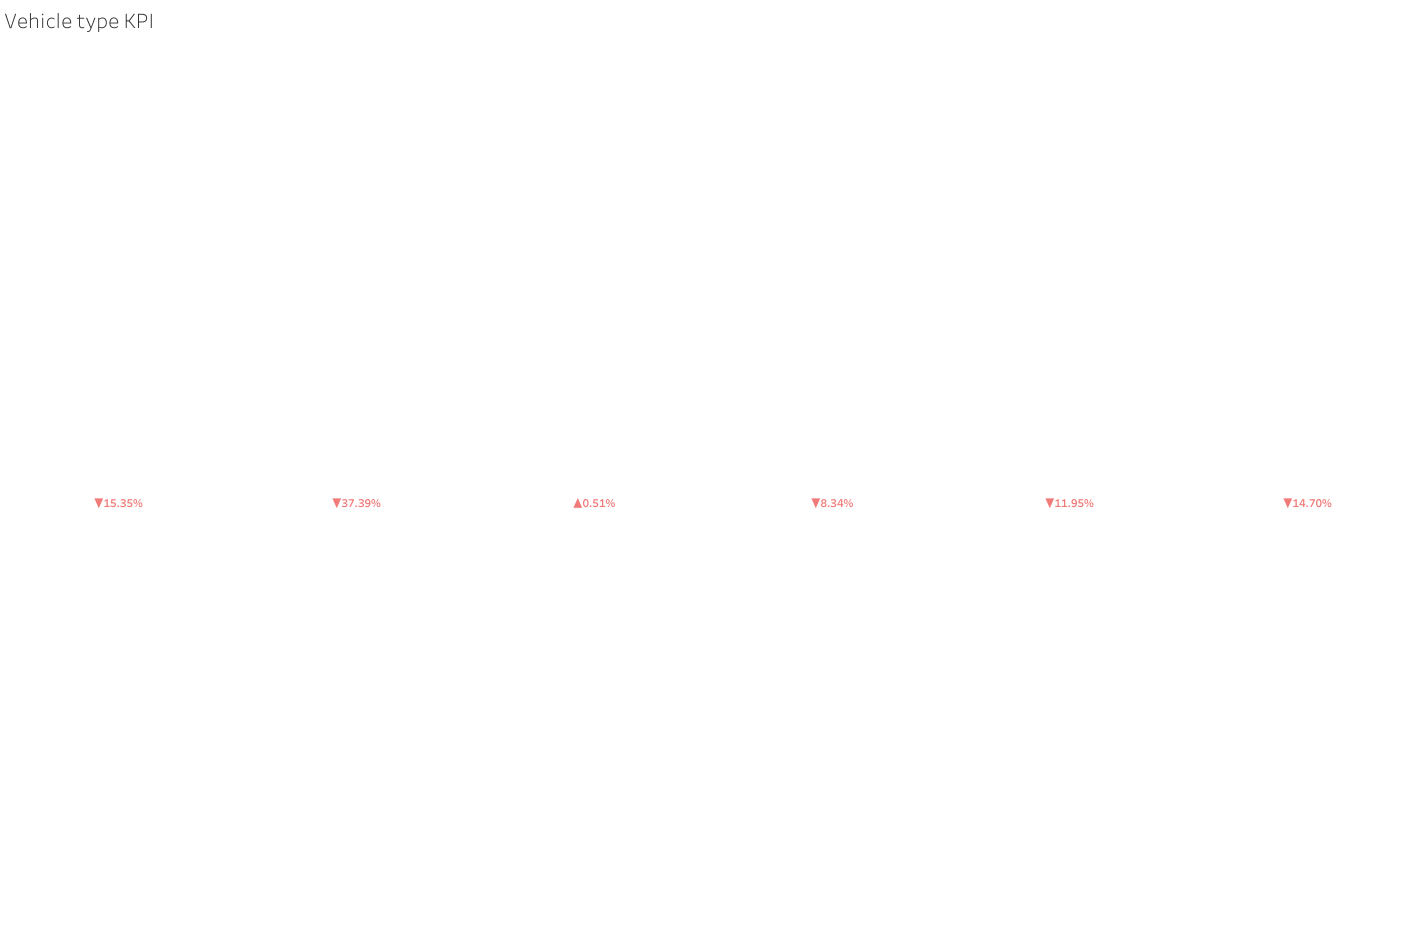 Vehicle type KPI
▼15.35% ▼37.39% ▲0.51% ▼8.34% ▼11.95% ▼14.70%